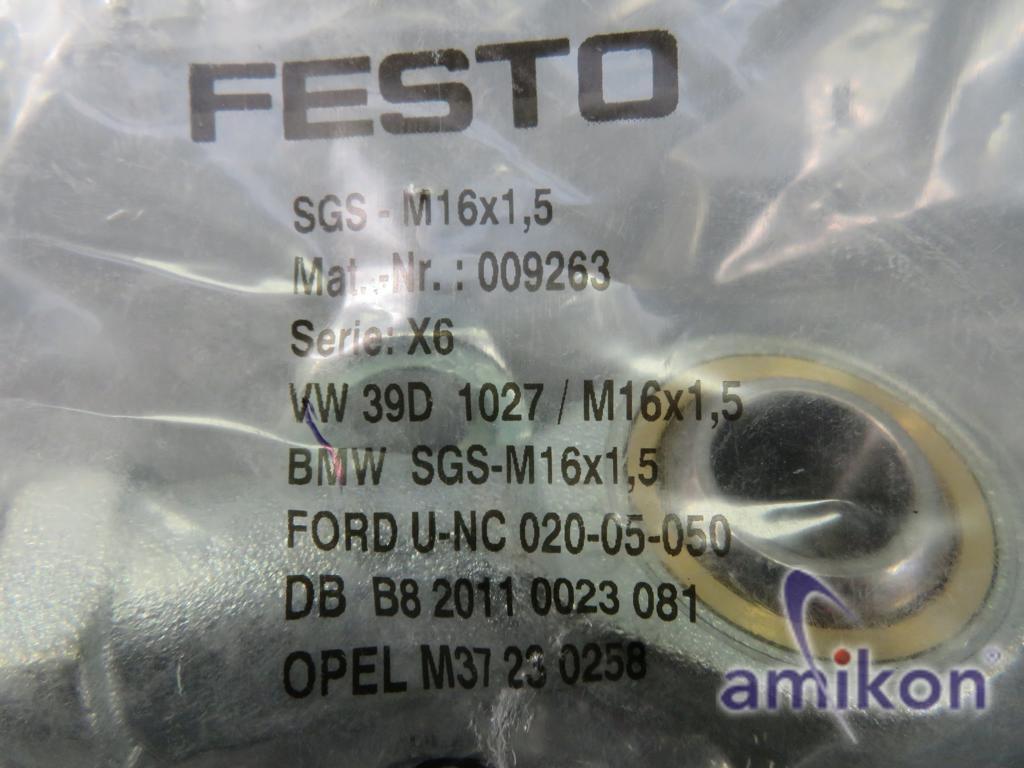 FESTO
SGS - M16x1,5
Mat.-Nr. : 009263
Serie: X6
VW 39D 1027 / M16x1,5
BMW SGS-M16x1,5
FORD U-NC 020-05-050
DB B8 2011 0023 081
OPEL M37 23 0258
amikon®